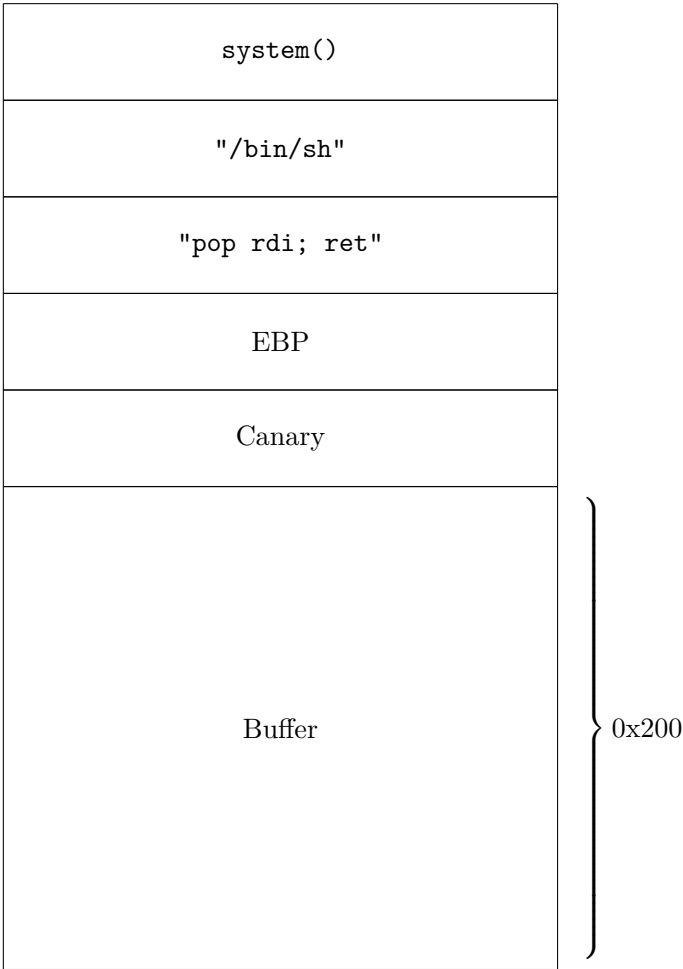 system()
"/bin/sh"
"pop rdi; ret"
EBP
Canary
Buffer
0x200